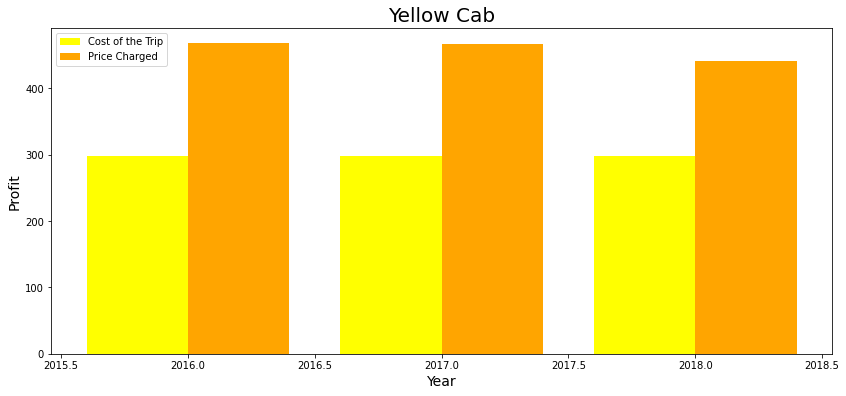 Yellow Cab
Cost of the Trip
Price Charged
400
300
200
100
0
Profit
2015.5 2016.0 2016.5 2017.0 2017.5 2018.0 2018.5
Year